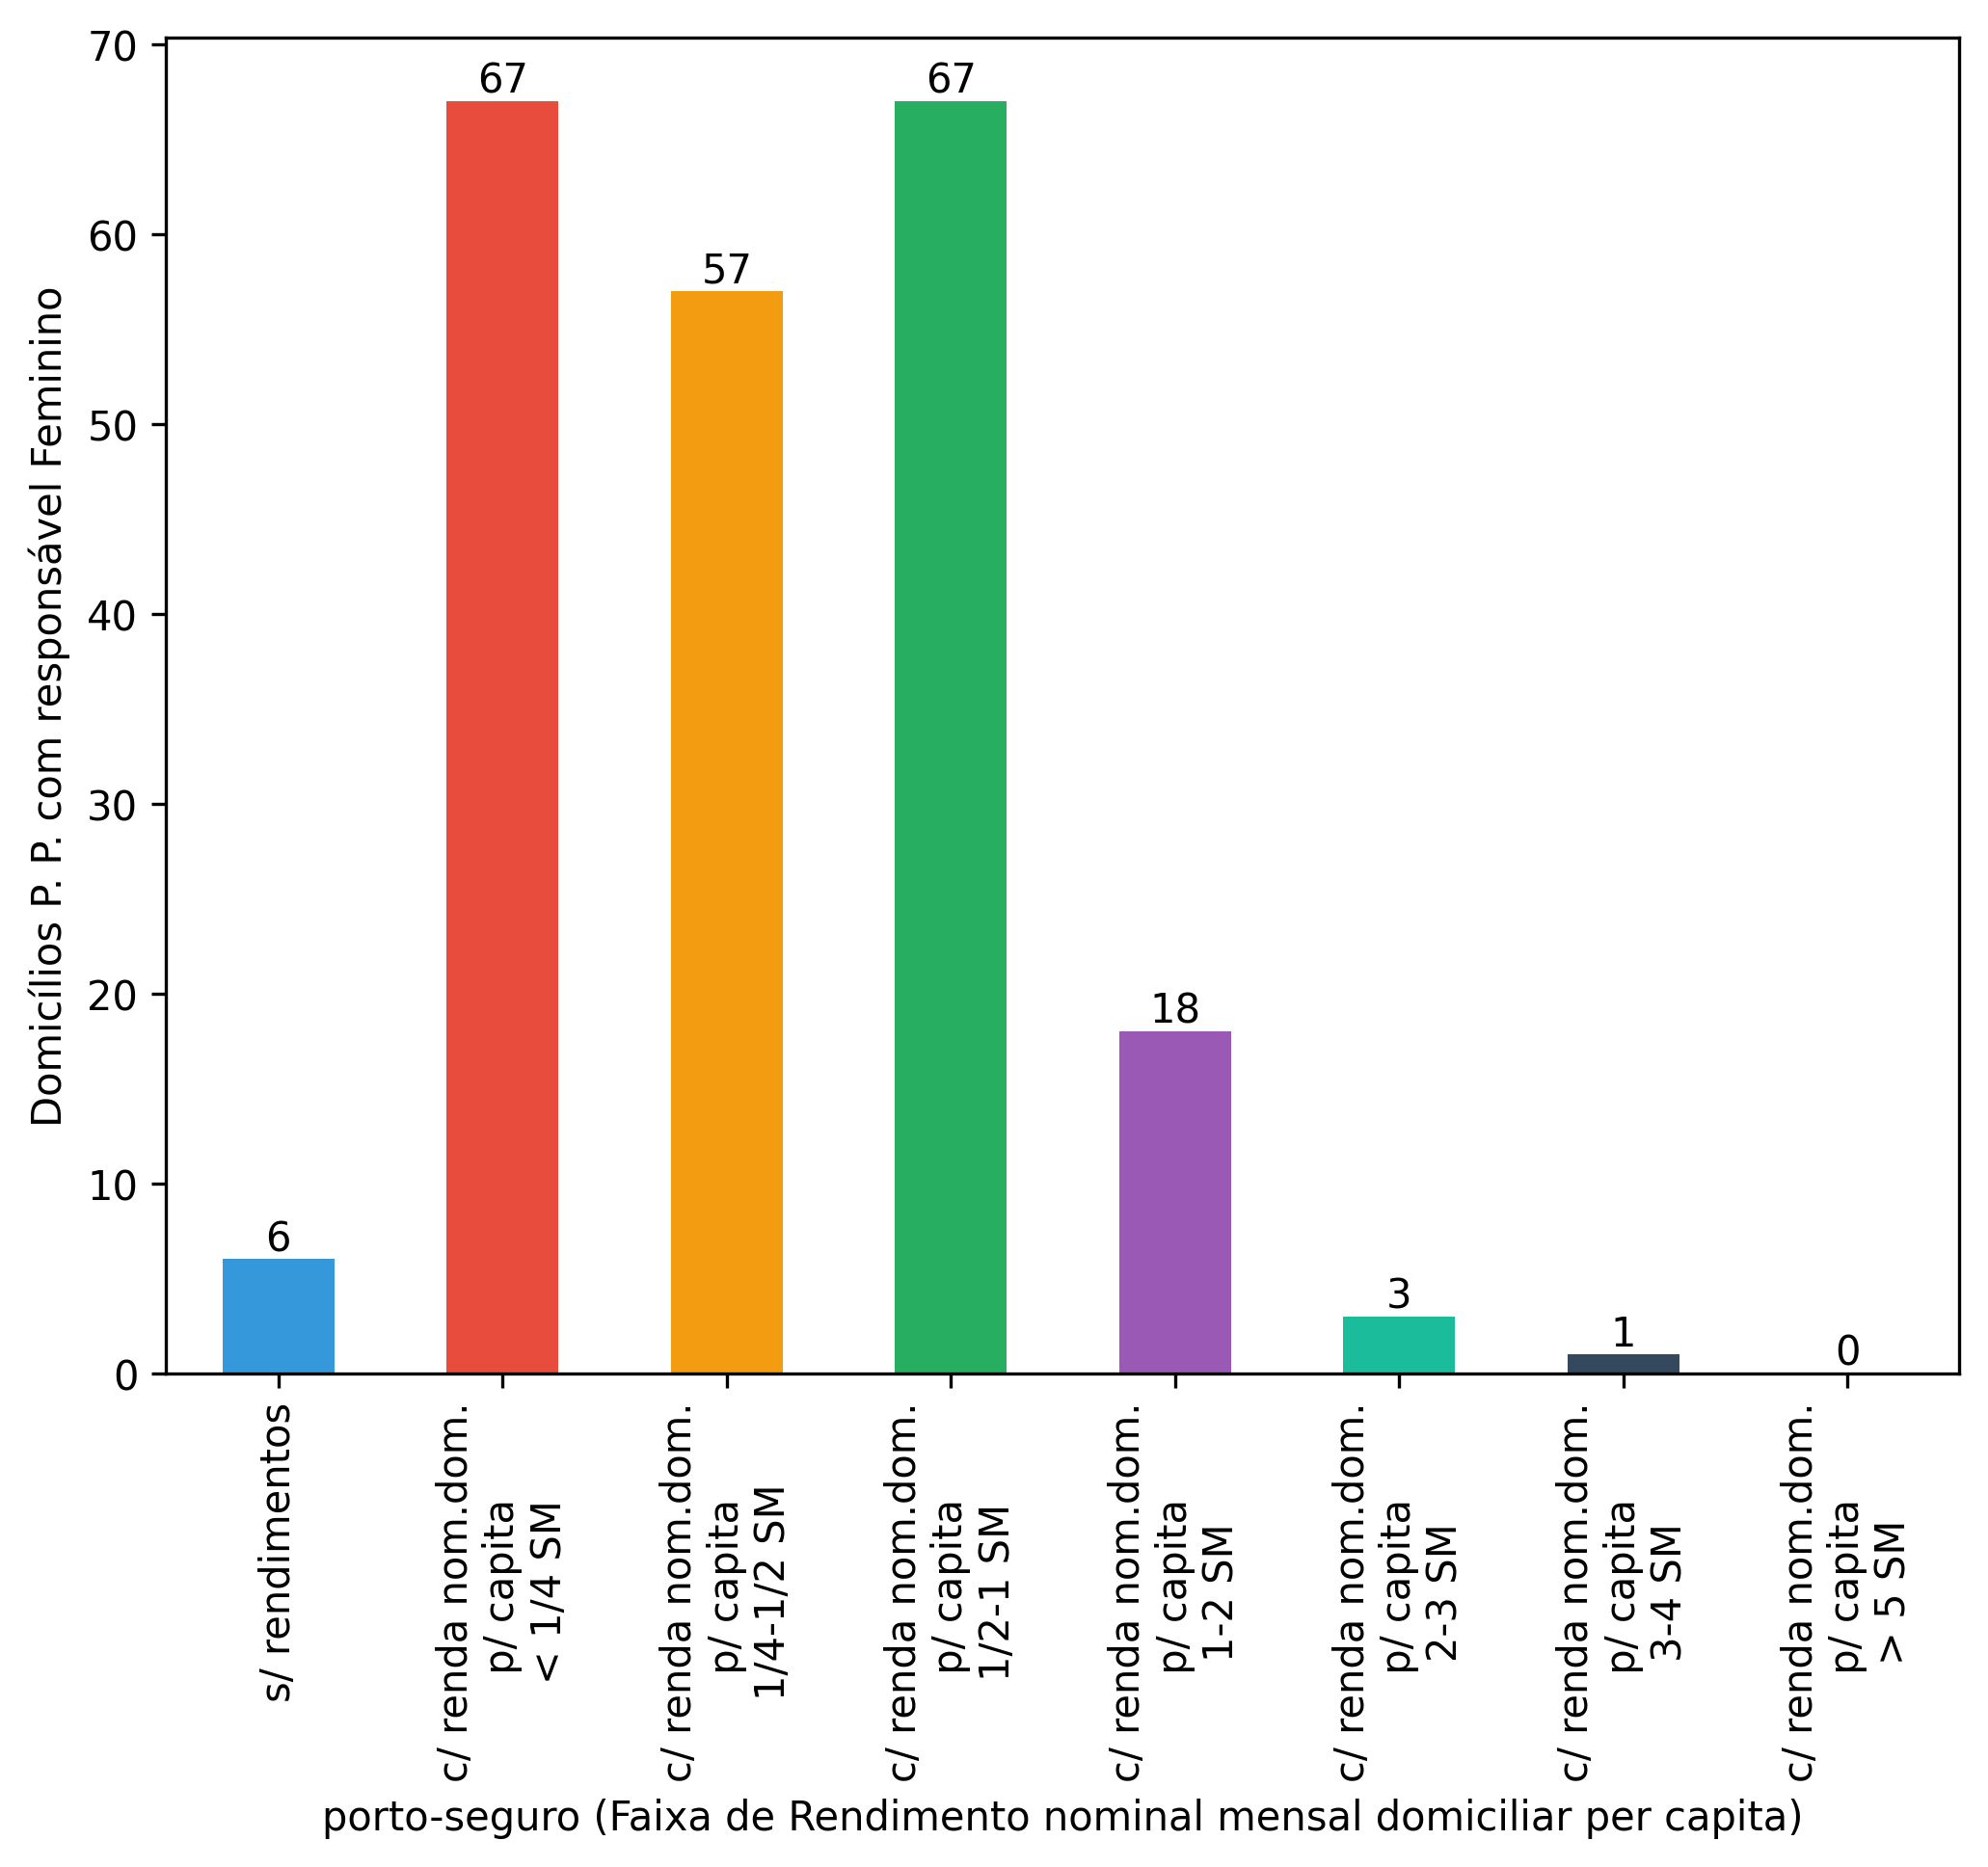 70
60
50
40
30
20
10
0
Domicílios P. P. com responsável Feminino
6
67
57
67
18
3
1
0
s/ rendimentos
c/ renda nom.dom.
p/ capita
< 1/4 SM
c/ renda nom.dom.
p/ capita
1/4-1/2 SM
c/ renda nom.dom.
p/ capita
1/2-1 SM
c/ renda nom.dom.
p/ capita
1-2 SM
c/ renda nom.dom.
p/ capita
2-3 SM
c/ renda nom.dom.
p/ capita
3-4 SM
c/ renda nom.dom.
p/ capita
> 5 SM
porto-seguro (Faixa de Rendimento nominal mensal domiciliar per capita)